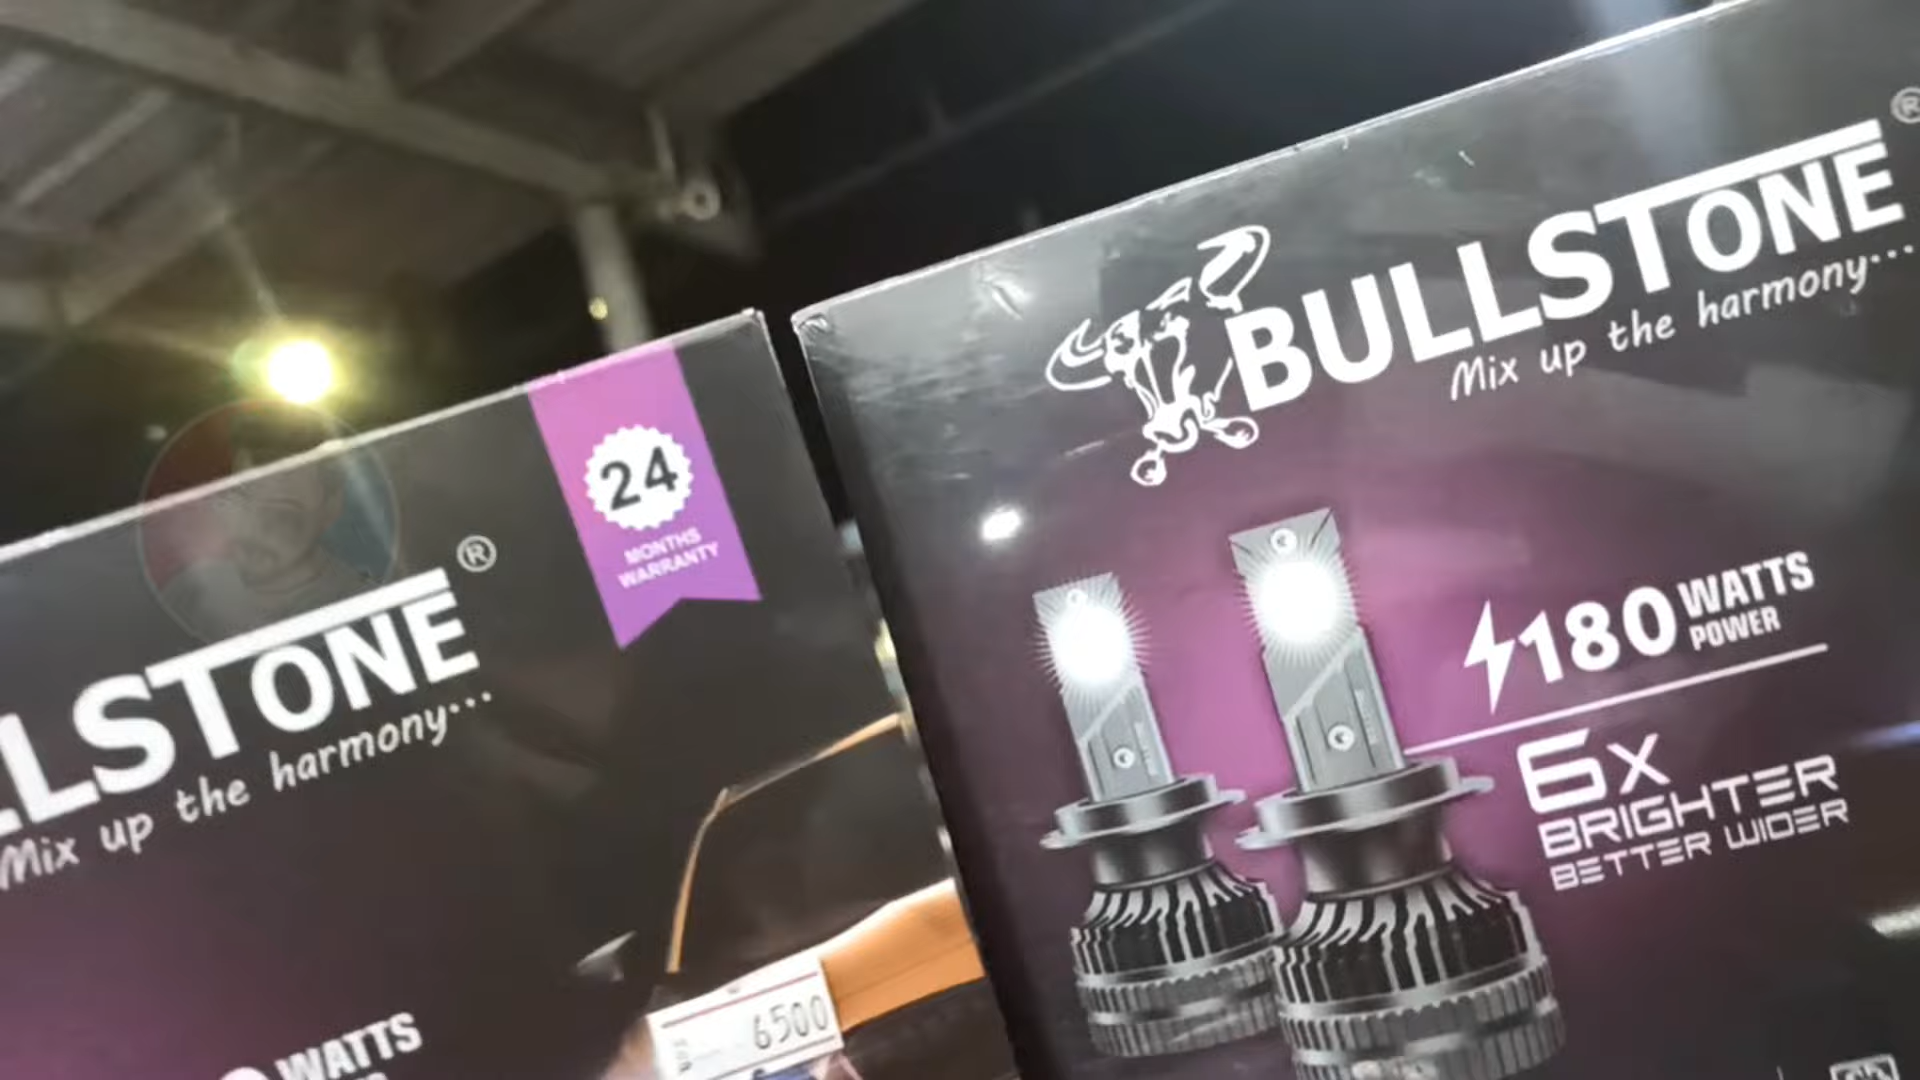 24
MONTHS
WARRANTY
LLSTONE®
Mix up the harmony...
WATTS
6500
BULLSTONE®
Mix up the harmony...
180 WATTS
POWER
6X
BRIGHTER
BETTER WIDER